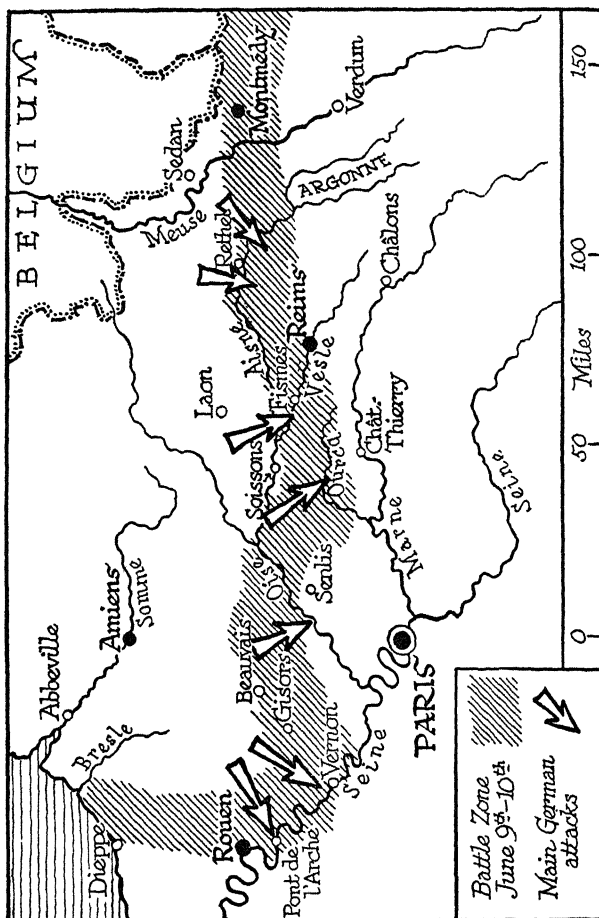 BELGIUM
Abbeville
Amiens
Somme
Bresle
Dieppe
Sedan
Meuse
Montmédy
Verdun
ARGONNE
Rethel
Aisne
Laon
Reims
Vesle
Fismes
Soissons
Ourcq
Oise
Senlis
Beauvais
Gisors
Rouen
Pont de
l'Arche
Vernon
Seine
PARIS
Marne
Chât.-
Thierry
Châlons
Seine
Battle Zone
June 9th-10th
Main German
attacks
0
50
Miles
100
150